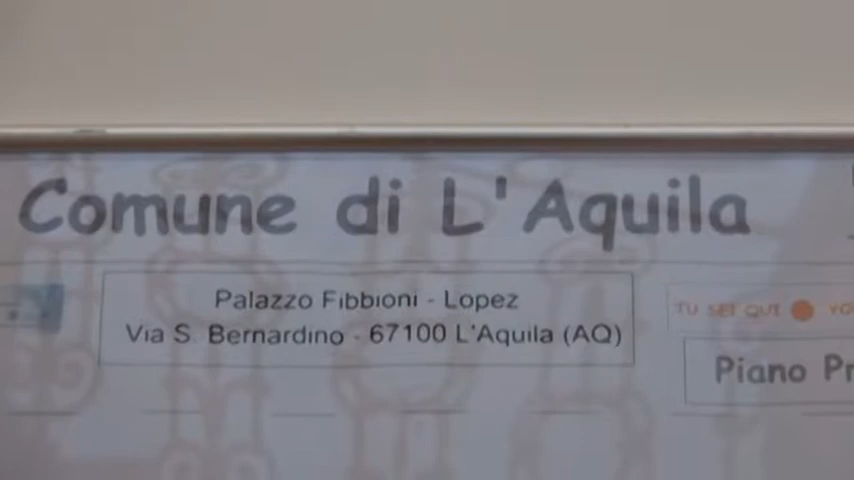 Comune di L'Aquila
Palazzo Fibbioni - Lopez
Via S. Bernardino - 67100 L'Aquila (AQ)
TU SEI QUI
Piano